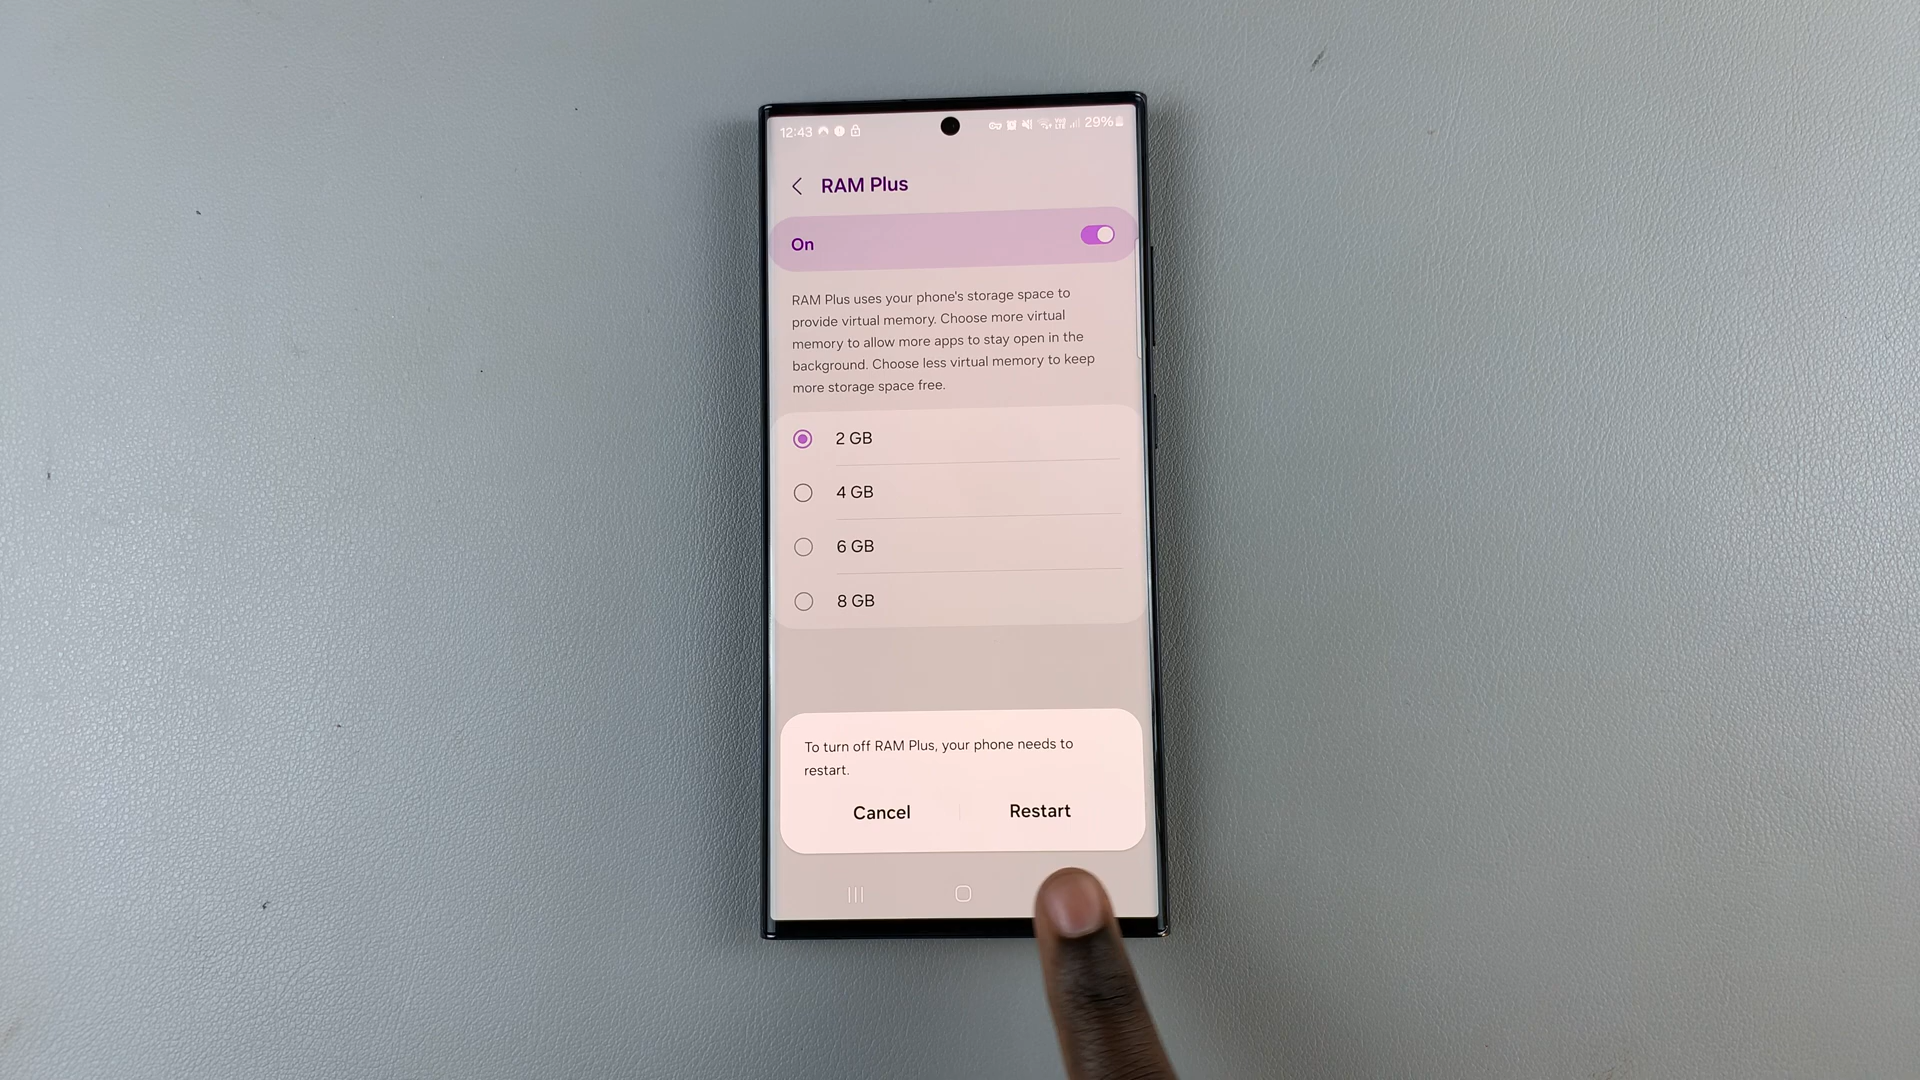 12:43 29%
RAM Plus
On
RAM Plus uses your phone's storage space to
provide virtual memory. Choose more virtual
memory to allow more apps to stay open in the
background. Choose less virtual memory to keep
more storage space free.
2 GB
4 GB
6 GB
8 GB
To turn off RAM Plus, your phone needs to
restart.
Cancel Restart